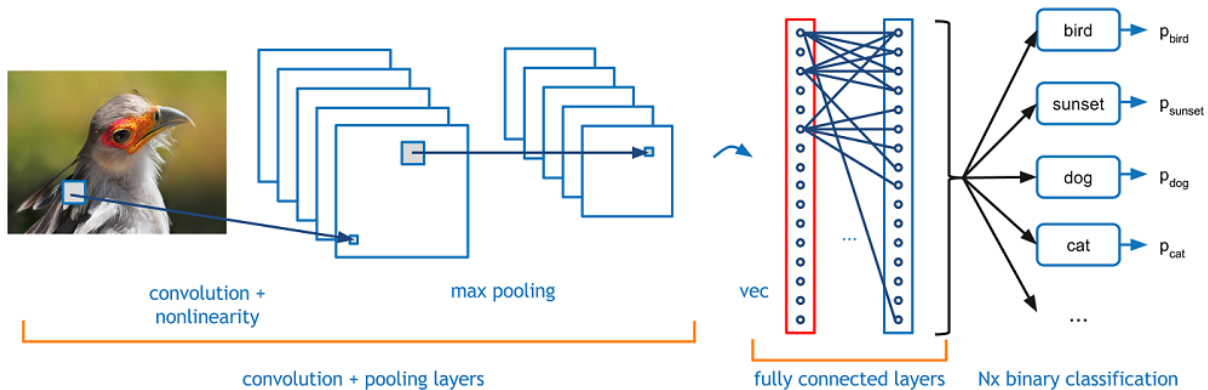 bird
p_bird
sunset
p_sunset
dog
p_dog
cat
p_cat
...
...
convolution +
nonlinearity
max pooling
vec
convolution + pooling layers
fully connected layers
Nx binary classification